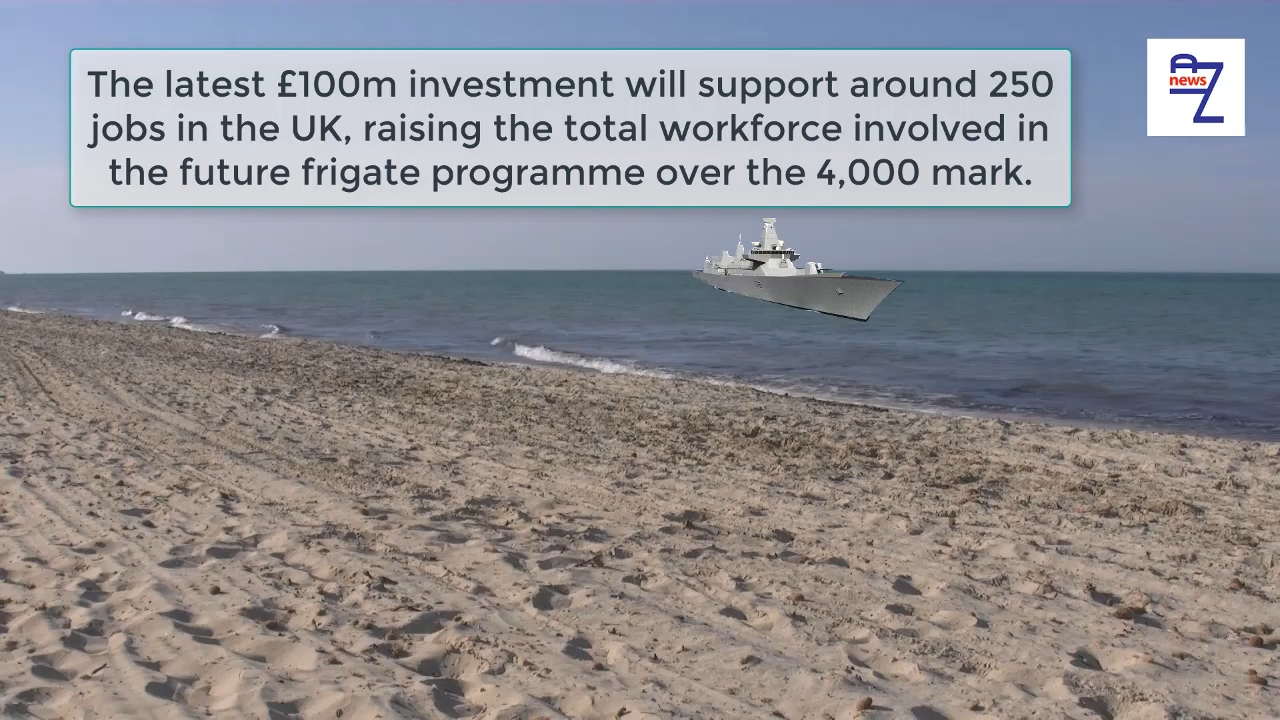 The latest £100m investment will support around 250
jobs in the UK, raising the total workforce involved in
the future frigate programme over the 4,000 mark.
A
news
Z